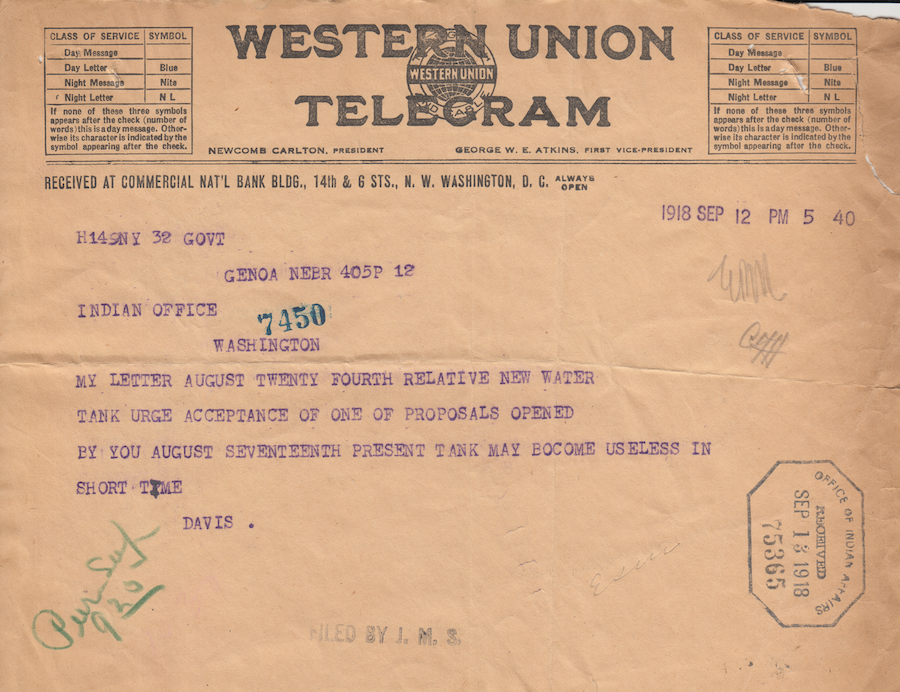 CLASS OF SERVICE SYMBOL
Day Message
Day Letter Blue
Night Message Nite
Night Letter N L
If none of these three symbols
appears after the check (number of
words) this is a day message. Other-
wise its character is indicated by the
symbol appearing after the check.
WESTERN UNION
WESTERN UNION
TELEGRAM
NEWCOMB CARLTON, PRESIDENT GEORGE W. E. ATKINS, FIRST VICE-PRESIDENT
CLASS OF SERVICE SYMBOL
Day Message
Day Letter Blue
Night Message Nite
Night Letter N L
If none of these three symbols
appears after the check (number of
words) this is a day message. Other-
wise its character is indicated by the
symbol appearing after the check.
RECEIVED AT COMMERCIAL NAT'L BANK BLDG., 14th & G STS., N. W. WASHINGTON, D. C. ALWAYS OPEN
1918 SEP 12 PM 5 40
H149NY 32 GOVT
GENOA NEBR 405P 12
INDIAN OFFICE
7450
WASHINGTON
MY LETTER AUGUST TWENTY FOURTH RELATIVE NEW WATER
TANK URGE ACCEPTANCE OF ONE OF PROPOSALS OPENED
BY YOU AUGUST SEVENTEENTH PRESENT TANK MAY BOCOME USELESS IN
SHORT TIME
DAVIS .
OFFICE OF INDIAN AFFAIRS
RECEIVED
SEP 13 1918
75365
930
FILED BY J. M. S.